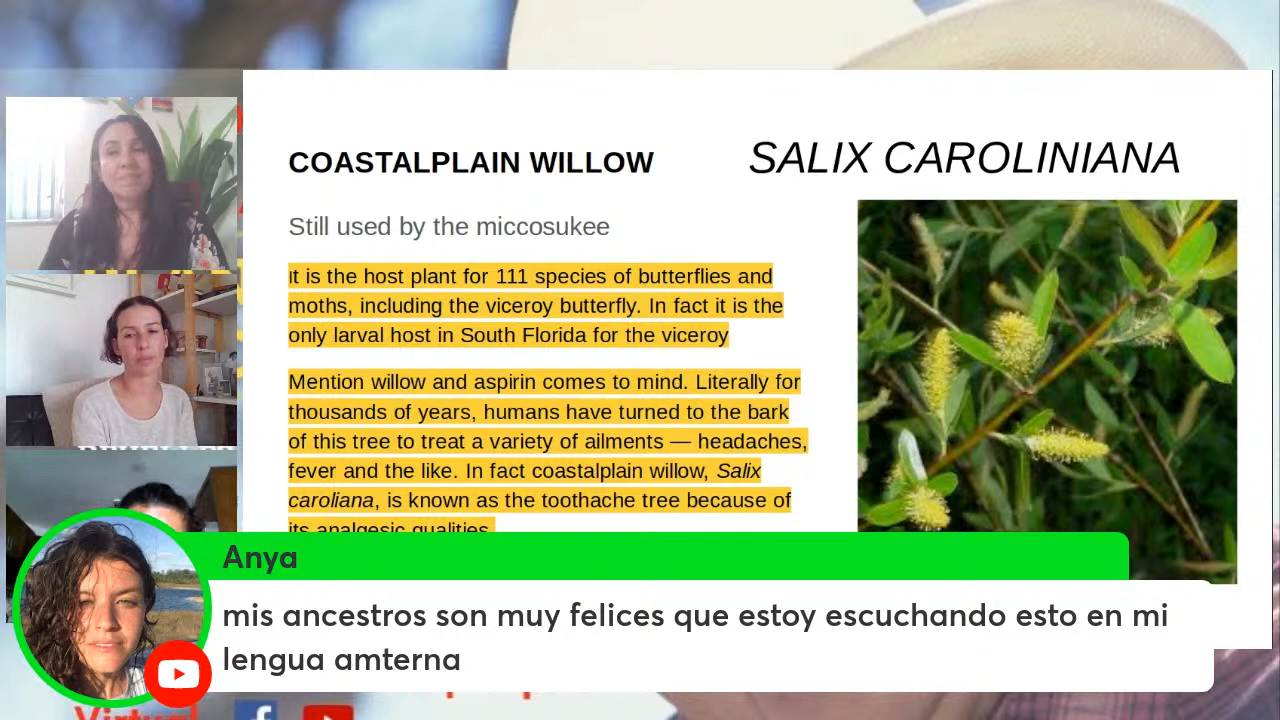 COASTALPLAIN WILLOW
SALIX CAROLINIANA
Still used by the miccosukee
It is the host plant for 111 species of butterflies and
moths, including the viceroy butterfly. In fact it is the
only larval host in South Florida for the viceroy
Mention willow and aspirin comes to mind. Literally for
thousands of years, humans have turned to the bark
of this tree to treat a variety of ailments — headaches,
fever and the like. In fact coastalplain willow, Salix
caroliana, is known as the toothache tree because of
its analgesic qualities.
Anya
mis ancestros son muy felices que estoy escuchando esto en mi
lengua amterna
Virtual